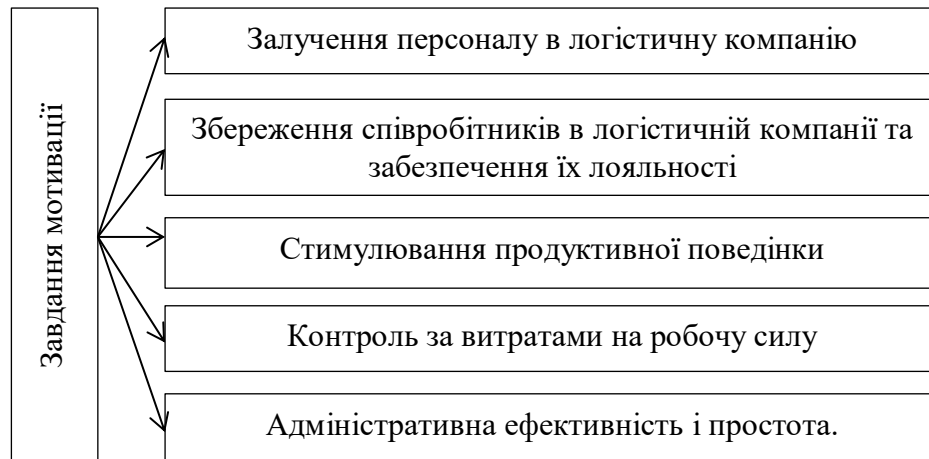 Завдання мотивації
Залучення персоналу в логістичну компанію
Збереження співробітників в логістичній компанії та
забезпечення їх лояльності
Стимулювання продуктивної поведінки
Контроль за витратами на робочу силу
Адміністративна ефективність і простота.